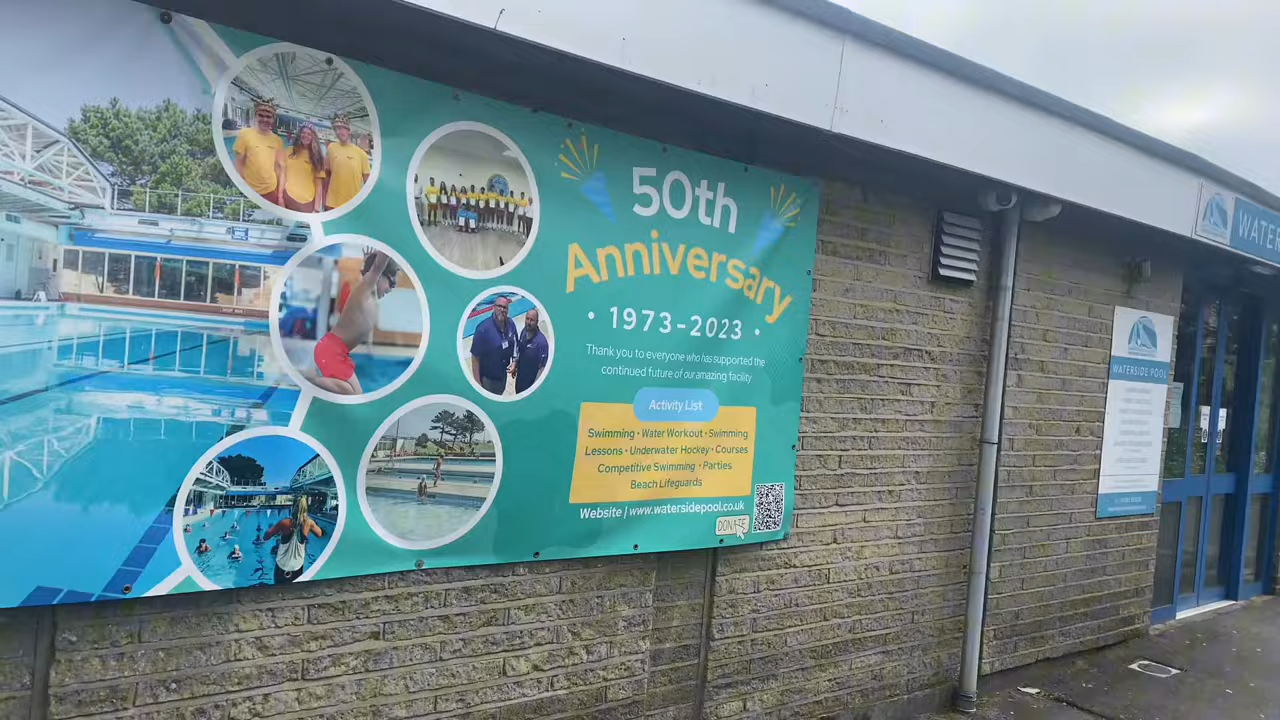 50th
Anniversary
• 1973-2023 •
Thank you to everyone who has supported the
continued future of our amazing facility
Activity List
Swimming • Water Workout • Swimming
Lessons • Underwater Hockey • Courses
Competitive Swimming • Parties
Beach Lifeguards
Website | www.watersidepool.co.uk
DONATE
WATERSIDE POOL
WATER